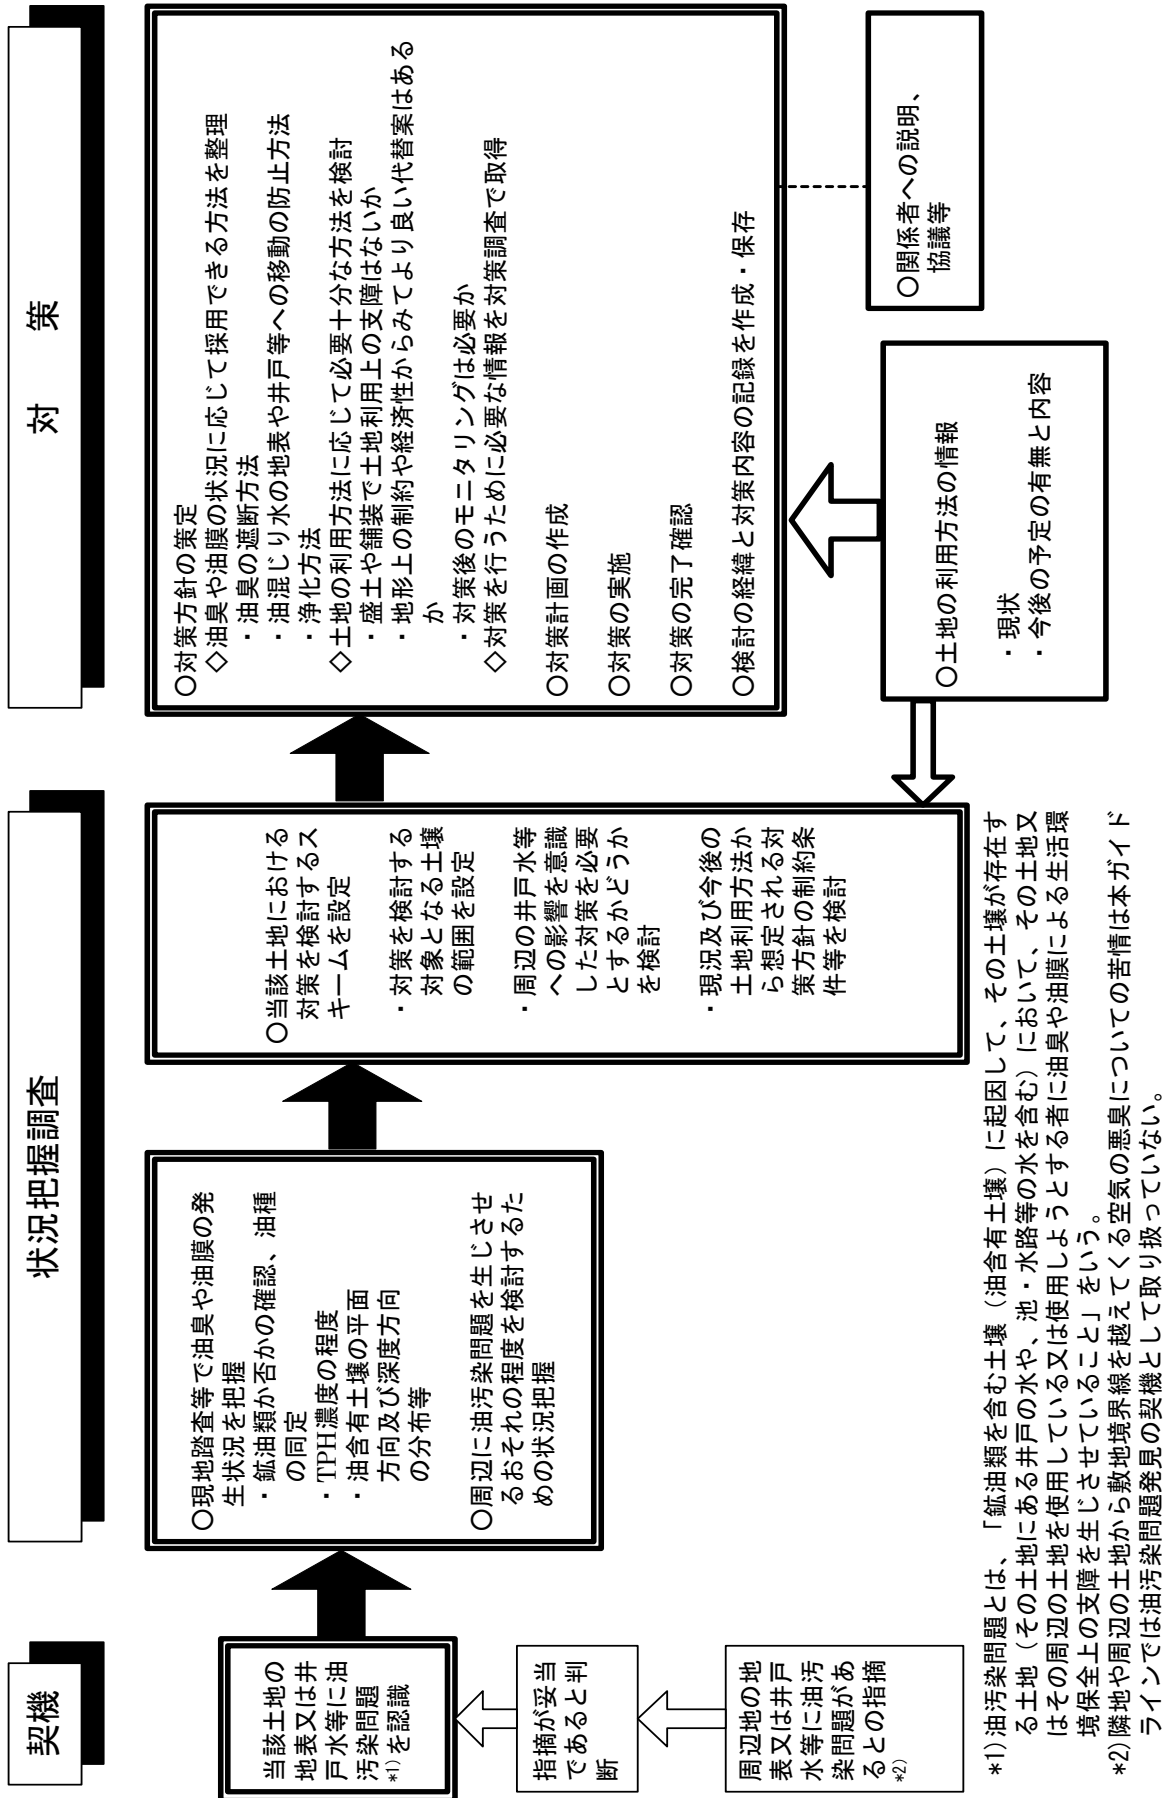 契機
状況把握調査
対　策
当該土地の
地表又は井
戸水等に油
汚染問題
*1)を認識
指摘が妥当
であると判
断
周辺地の地
表又は井戸
水等に油汚
染問題があ
るとの指摘
*2)
○現地踏査等で油臭や油膜の発
生状況を把握
・鉱油類か否かの確認、油種
の同定
・TPH濃度の程度
・油含有土壌の平面
方向及び深度方向
の分布等
○周辺に油汚染問題を生じさせ
るおそれの程度を検討するた
めの状況把握
○当該土地における
対策を検討するス
キームを設定
・対策を検討する
対象となる土壌
の範囲を設定
・周辺の井戸水等
への影響を意識
した対策を必要
とするかどうか
を検討
・現況及び今後の
土地利用方法か
ら想定される対
策方針の制約条
件等を検討
○対策方針の策定
◇油臭や油膜の状況に応じて採用できる方法を整理
・油臭の遮断方法
・油混じり水の地表や井戸等への移動の防止方法
・浄化方法
◇土地の利用方法に応じて必要十分な方法を検討
・盛土や舗装で土地利用上の支障はないか
・地形上の制約や経済性からみてより良い代替案はある
か
・対策後のモニタリングは必要か
◇対策を行うために必要な情報を対策調査で取得
○対策計画の作成
○対策の実施
○対策の完了確認
○検討の経緯と対策内容の記録を作成・保存
○土地の利用方法の情報
・現状
・今後の予定の有無と内容
○関係者への説明、
協議等
*1)油汚染問題とは、「鉱油類を含む土壌（油含有土壌）に起因して、その土壌が存在す
る土地（その土地にある井戸の水や、池・水路等の水を含む）において、その土地又
はその周辺の土地を使用している又は使用しようとする者に油臭や油膜による生活環
境保全上の支障を生じさせていること」をいう。
*2)隣地や周辺の土地から敷地境界線を越えてくる空気の悪臭についての苦情は本ガイド
ラインでは油汚染問題発見の契機として取り扱っていない。